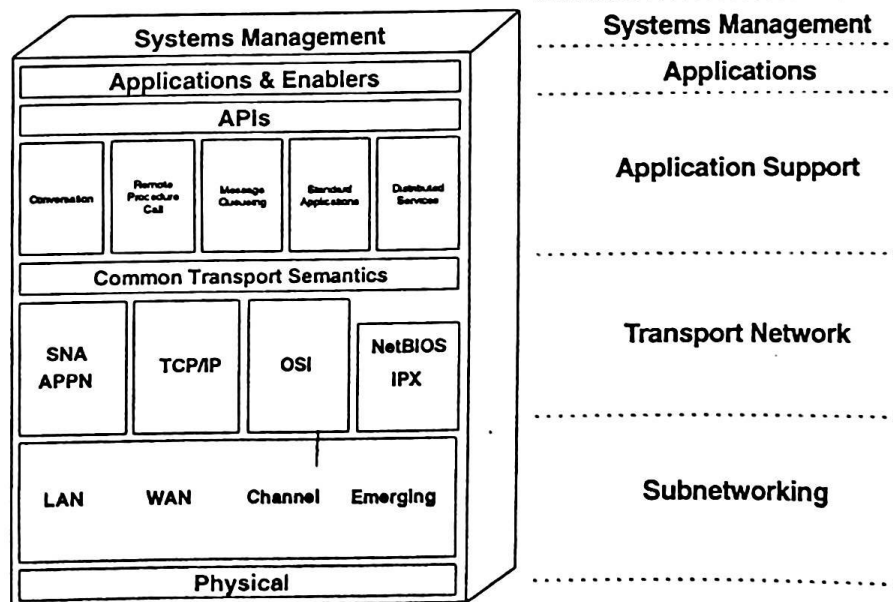 Systems Management
Applications & Enablers
APIs
Conversation
Remote
Procedure
Call
Message
Queueing
Standard
Applications
Distributed
Services
Common Transport Semantics
SNA
APPN
TCP/IP
OSI
NetBIOS
IPX
LAN WAN Channel Emerging
Physical
Systems Management
Applications
Application Support
Transport Network
Subnetworking